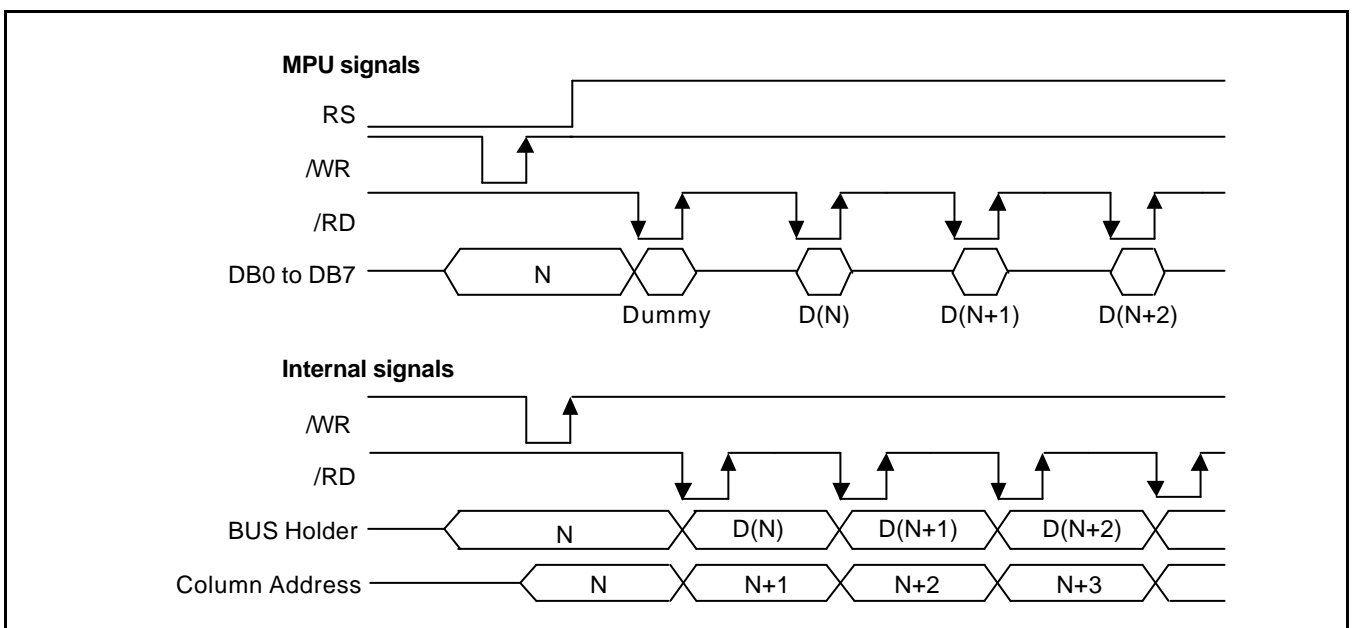 MPU signals
RS
/WR
/RD
DB0 to DB7 N
Dummy D(N) D(N+1) D(N+2)
Internal signals
/WR
/RD
BUS Holder N D(N) D(N+1) D(N+2)
Column Address N N+1 N+2 N+3